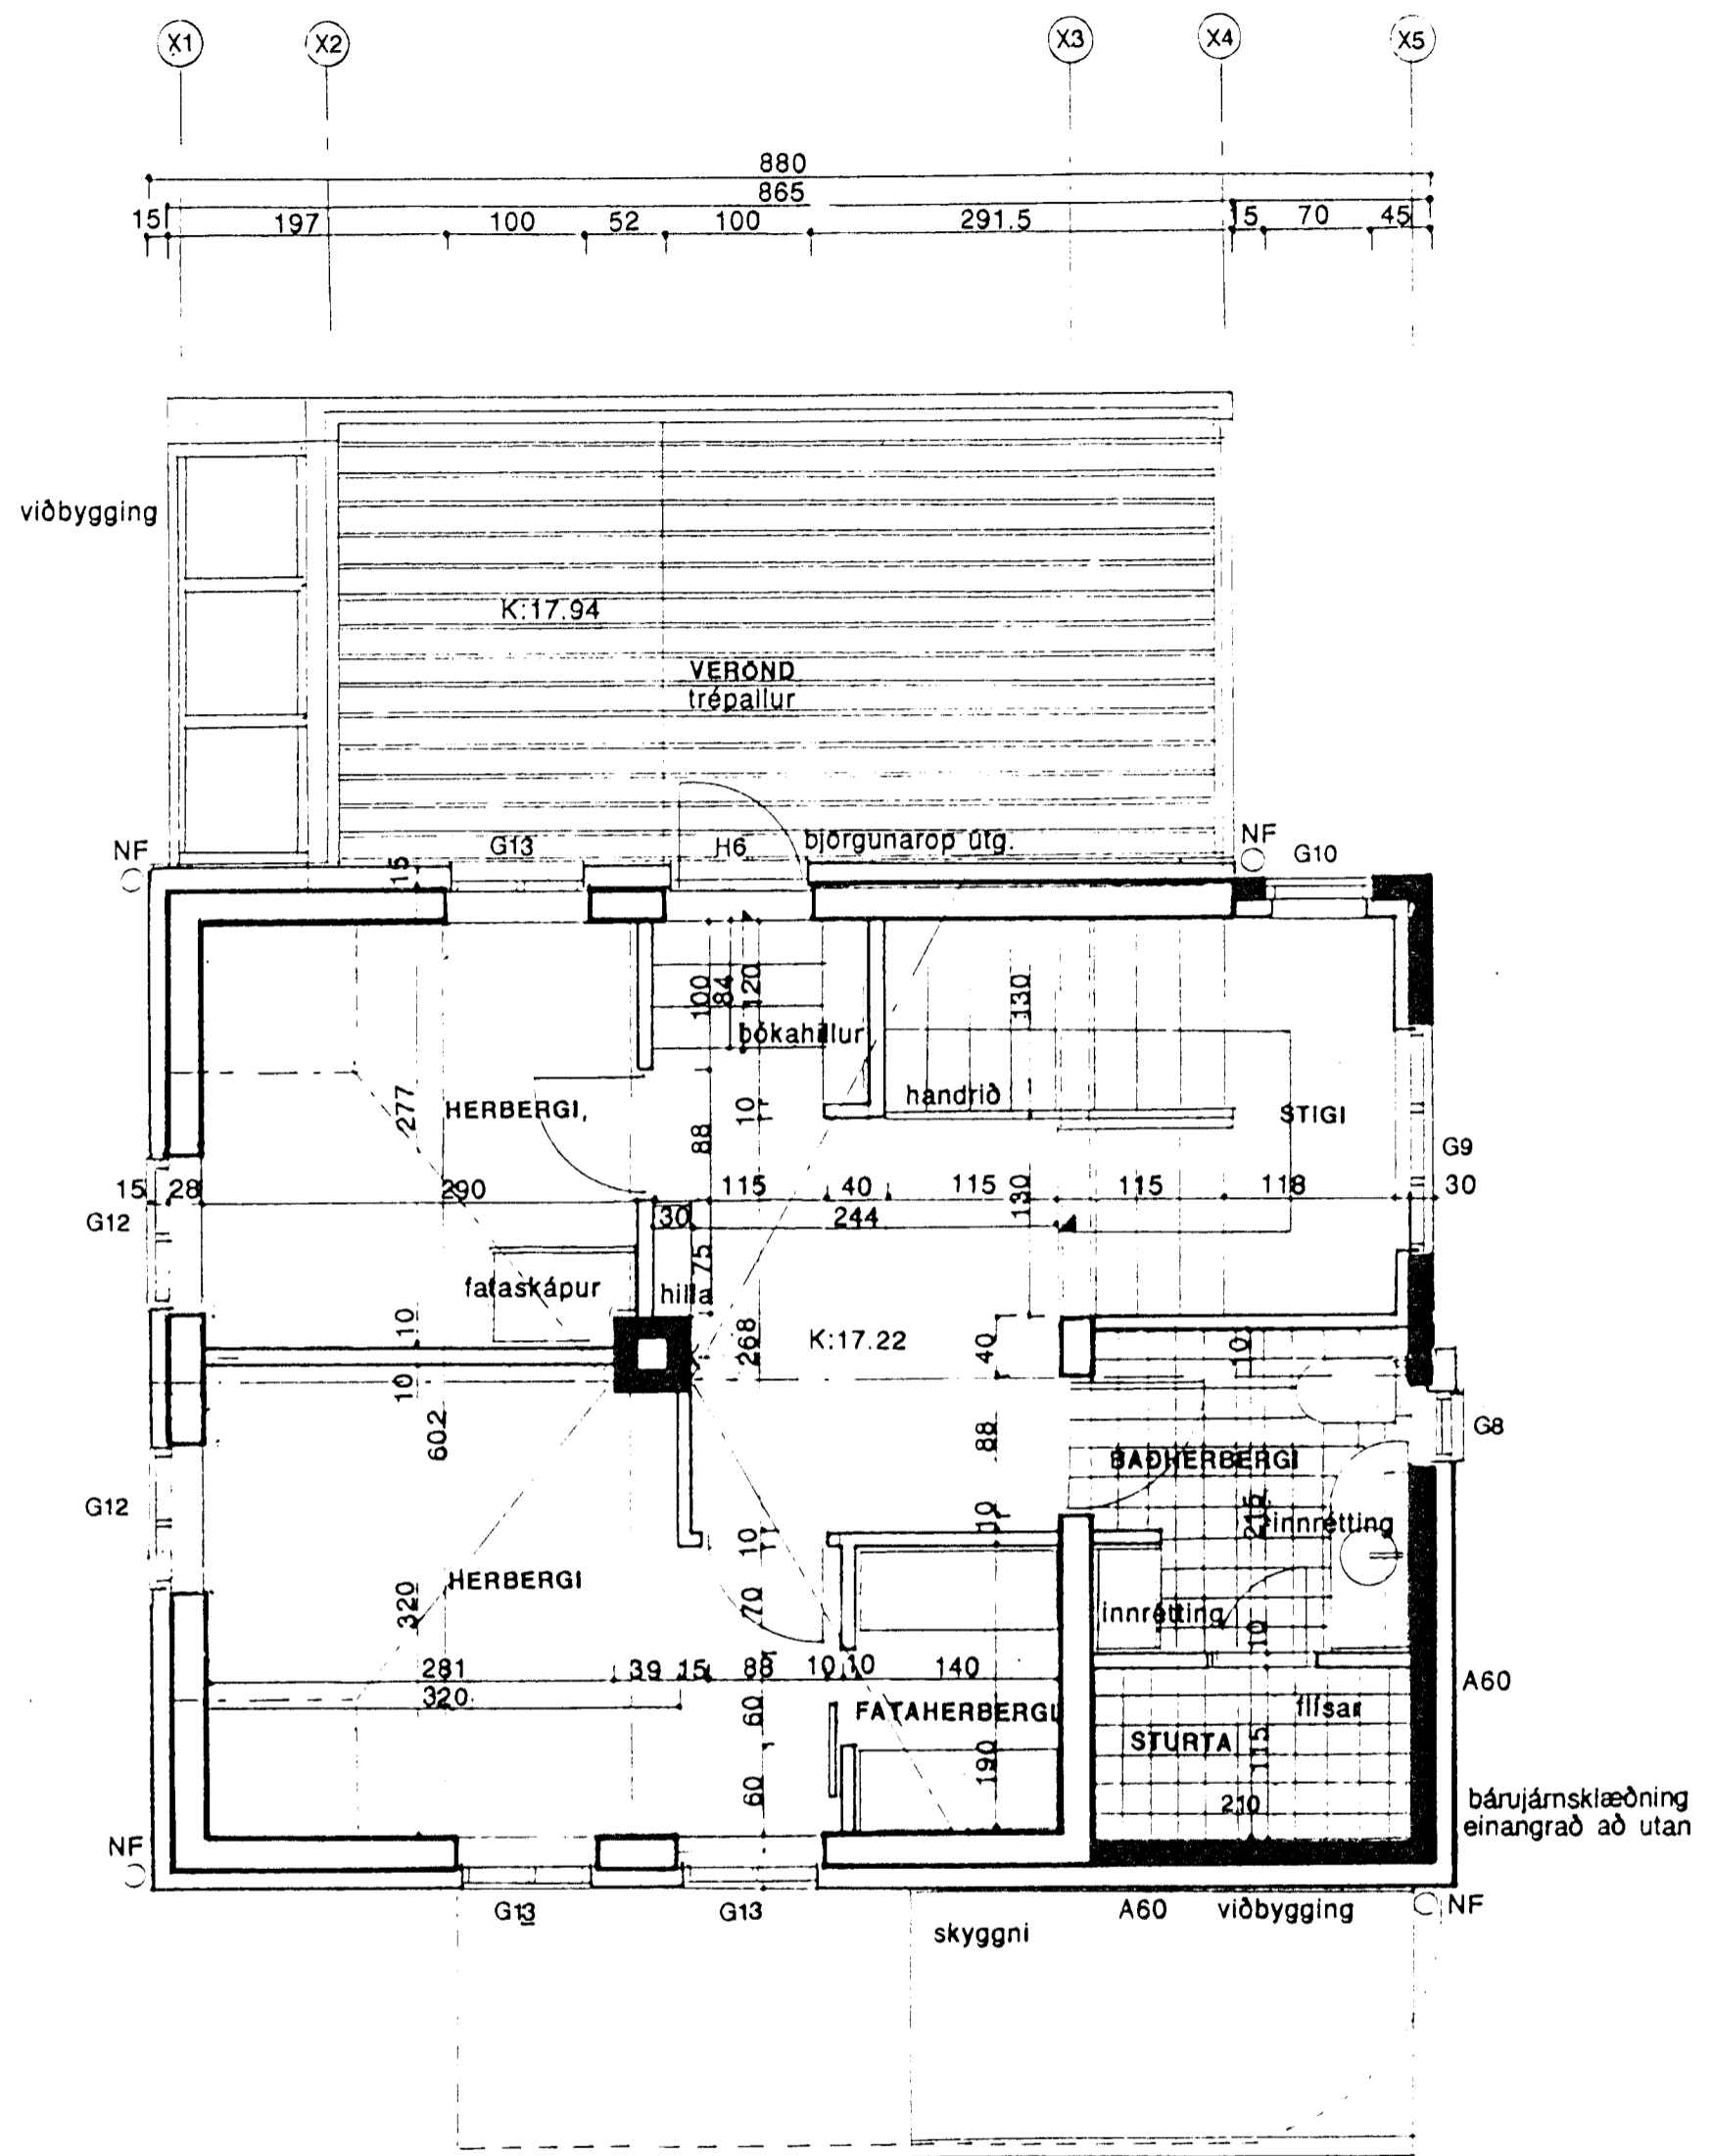 X1 X2 X3 X4 X5
880
865
15 197 100 52 100 291.5 15 70 45
viðbygging
K:17.94
VERÖND
trépallur
NF G13 H6 björgunarop útg. NF G10
15
100 84 120 130
bókahillur
handrið
277 HERBERGI, 10 88 STIGI
G9
15 28 290 115 40 115 130 115 118 30
G12 30 244
75
fataskápur hilla
10 268 K:17.22 40 10
10
602 88 G8
BAÐHERBERGI
G12 10 215 innrétting
10
HERBERGI
320 70 innrétting 10
281 39 15 88 10 10 140
320 A60
60 FATAHERBERGI flísar
STURTA 115
190
60 210 bárujárnsklæðning
einangrað að utan
NF
G13 G13 A60 viðbygging NF
skyggni